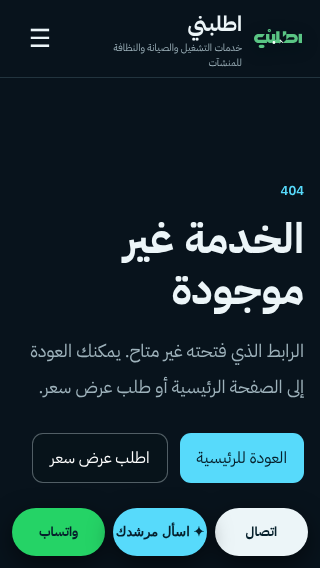 اطلبني
اطلبني
خدمات التشغيل والصيانة والنظافة
للمنشآت
404
الخدمة غير
موجودة
الرابط الذي فتحته غير متاح. يمكنك العودة
إلى الصفحة الرئيسية أو طلب عرض سعر.
العودة للرئيسية
اطلب عرض سعر
اتصال
✦ اسأل مرشدك
واتساب